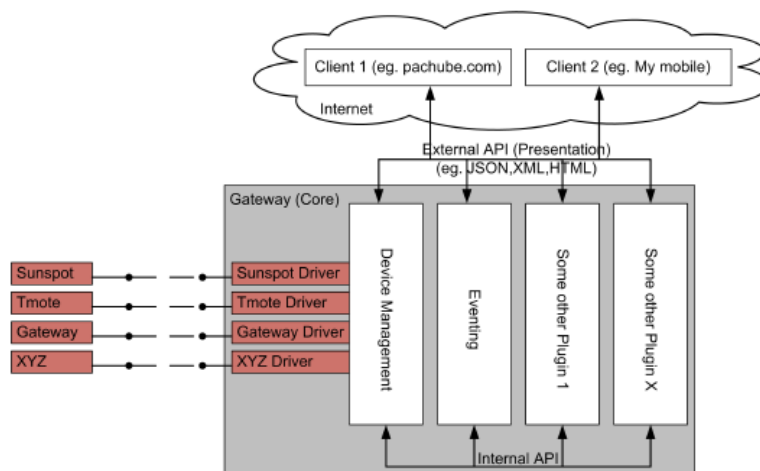 Client 1 (eg. pachube.com)
Client 2 (eg. My mobile)
Internet
External API (Presentation)
(eg. JSON,XML,HTML)
Gateway (Core)
Sunspot
Sunspot Driver
Tmote
Tmote Driver
Gateway
Gateway Driver
XYZ
XYZ Driver
Device Management
Eventing
Some other Plugin 1
Some other Plugin X
Internal API